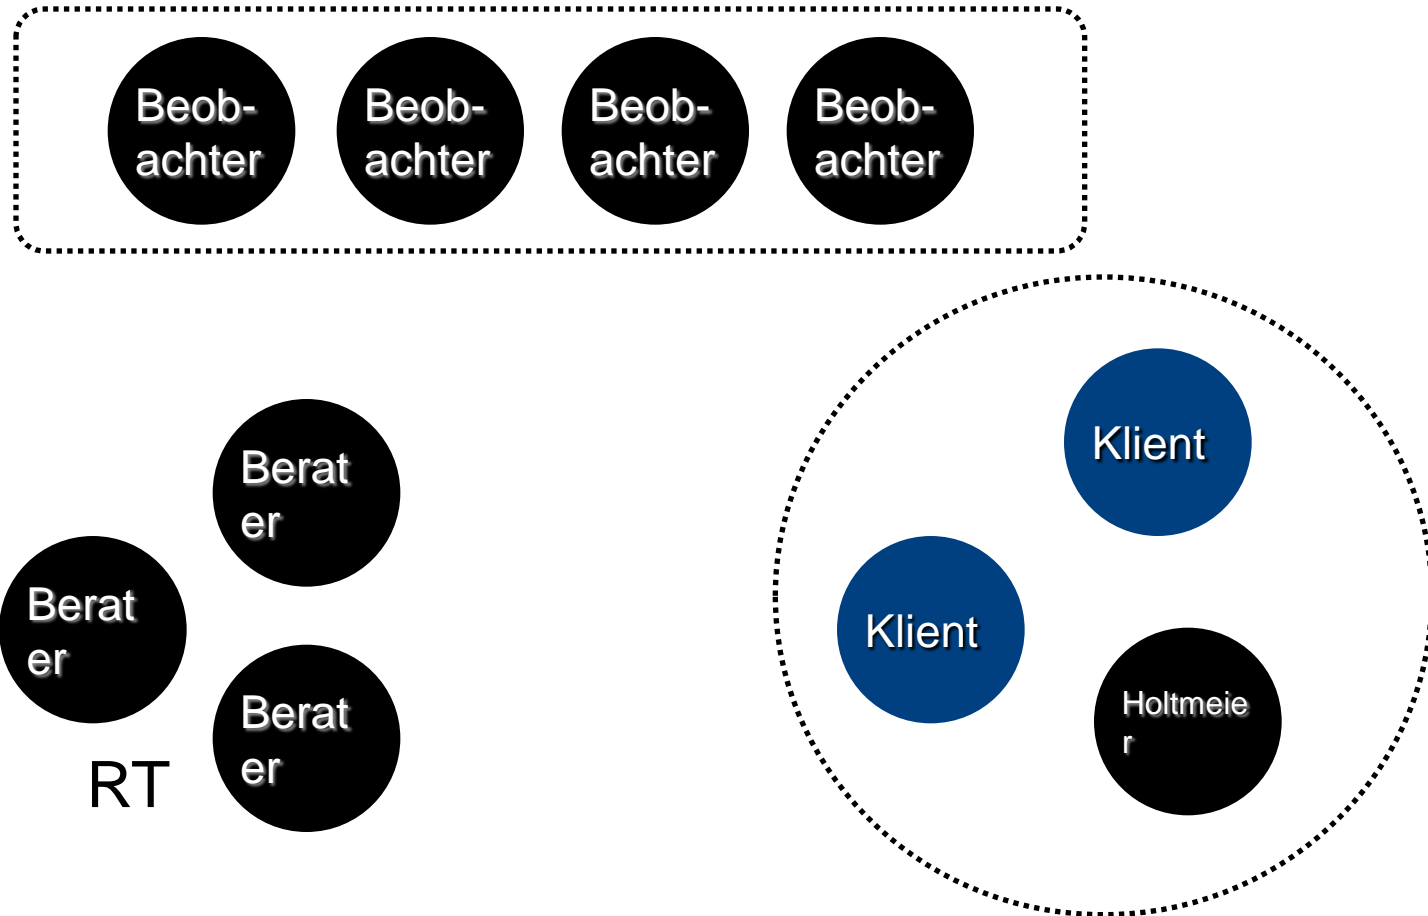 Beob-
achter
Beob-
achter
Beob-
achter
Beob-
achter
Klient
Berat
er
Berat
er
Klient
Holtmeie
r
Berat
er
RT